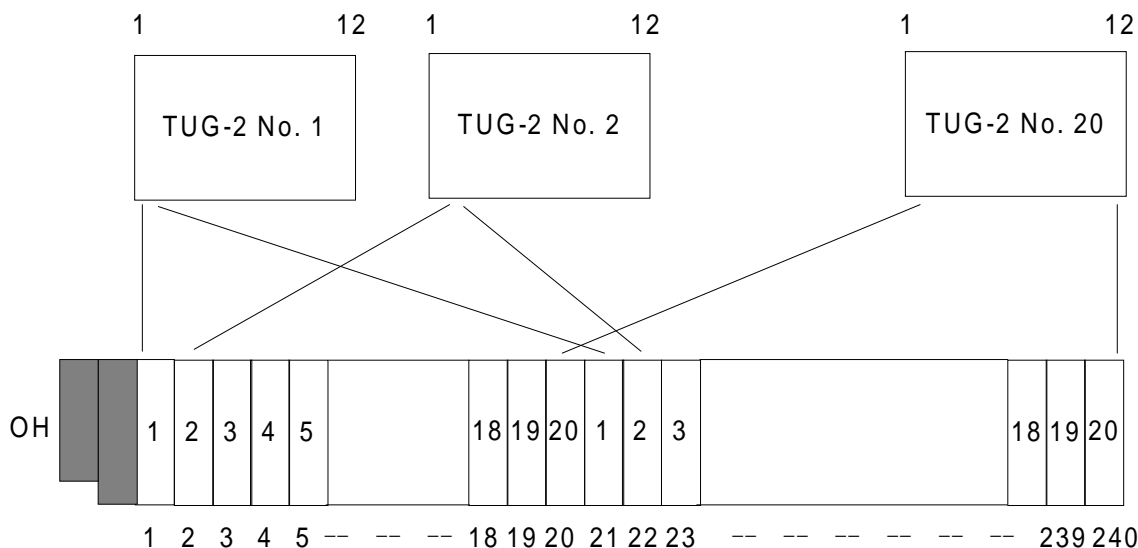 1 12 1 12 1 12
TUG-2 No. 1 TUG-2 No. 2 TUG-2 No. 20
OH 1 2 3 4 5 18 19 20 1 2 3 18 19 20
1 2 3 4 5 -- -- -- 18 19 20 21 22 23 -- -- -- -- -- -- 239 240